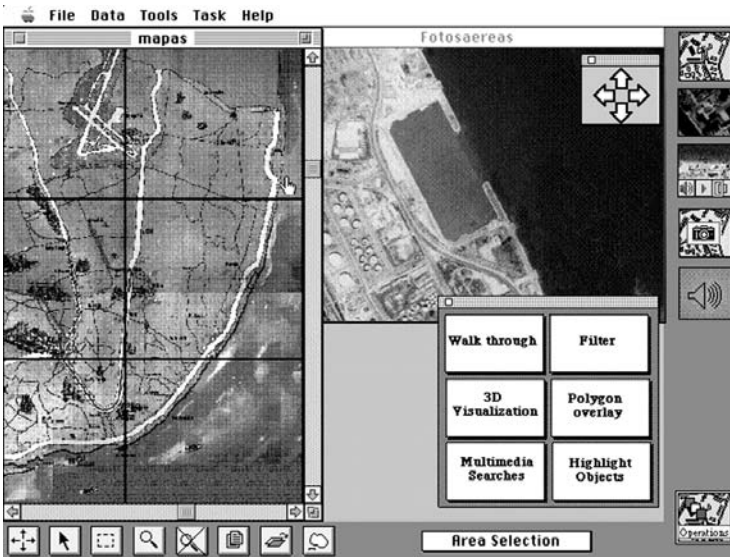 File Data Tools Task Help
mapas
Fotosaereas
Walk through
Filter
3D
Visualization
Polygon
overlay
Multimedia
Searches
Highlight
Objects
Operations
Area Selection